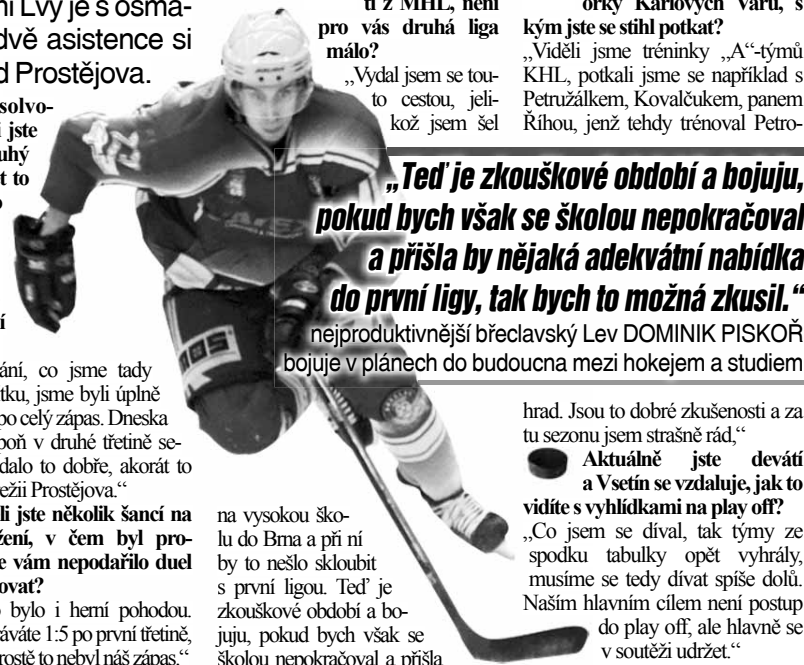 ní Lvy je s osma-
dvě asistence si
d Prostějova.
solvo-
i jste
uhý
t to
í
ání, co jsme tady
tku, jsme byli úplně
po celý zápas. Dneska
poň v druhé třetině se-
dalo to dobře, akorát to
ežii Prostějova.“
li jste několik šancí na
žení, v čem byl pro-
e vám nepodařilo duel
ovat?
o bylo i herní pohodou.
ráváte 1:5 po první třetině,
rostě to nebyl náš zápas.“
ti z MHL, není
pro vás druhá liga
málo?
„Vydal jsem se tou-
to cestou, jeli-
kož jsem šel
na vysokou ško-
lu do Brna a při ní
by to nešlo skloubit
s první ligou. Teď je
zkouškové období a bo-
juju, pokud bych však se
školou nepokračoval a přišla
orky Karlových Varů, s
kým jste se stihl potkat?
„Viděli jsme tréninky „A“-týmů
KHL, potkali jsme se například s
Petružálkem, Kovalčukem, panem
Říhou, jenž tehdy trénoval Petro-
„Teď je zkouškové období a bojuju,
pokud bych však se školou nepokračoval
a přišla by nějaká adekvátní nabídka
do první ligy, tak bych to možná zkusil.“
nejproduktivnější břeclavský Lev DOMINIK PISKOŘ
bojuje v plánech do budoucna mezi hokejem a studiem
hrad. Jsou to dobré zkušenosti a za
tu sezonu jsem strašně rád,“
Aktuálně jste devátí
a Vsetín se vzdaluje, jak to
vidíte s vyhlídkami na play off?
„Co jsem se díval, tak týmy ze
spodku tabulky opět vyhrály,
musíme se tedy dívat spíše dolů.
Naším hlavním cílem není postup
do play off, ale hlavně se
v soutěži udržet.“